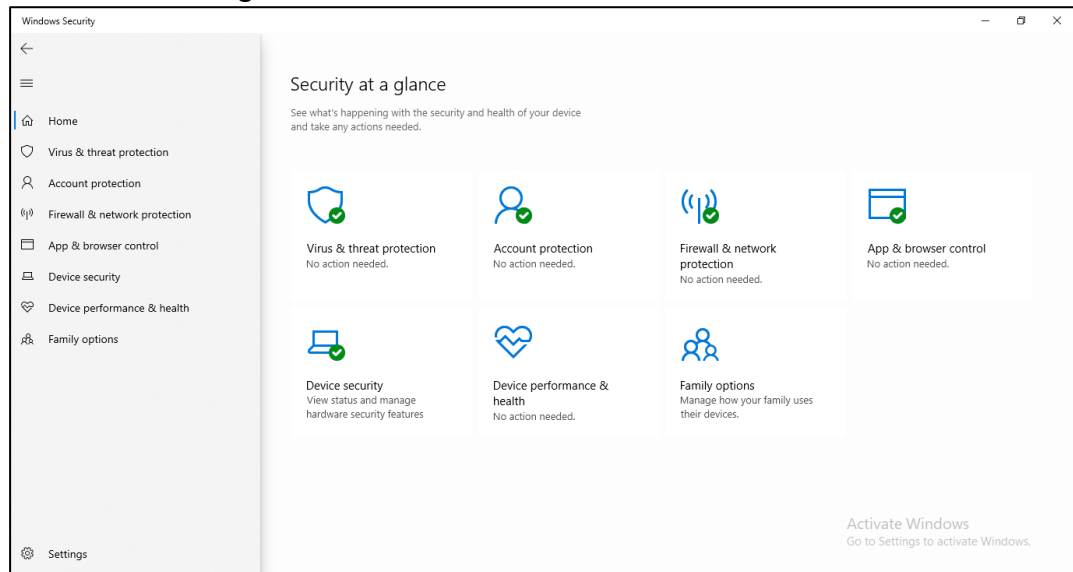 Windows Security
Home
Virus & threat protection
Account protection
Firewall & network protection
App & browser control
Device security
Device performance & health
Family options
Settings
Security at a glance
See what's happening with the security and health of your device
and take any actions needed.
Virus & threat protection
No action needed.
Account protection
No action needed.
Firewall & network
protection
No action needed.
App & browser control
No action needed.
Device security
View status and manage
hardware security features
Device performance &
health
No action needed.
Family options
Manage how your family uses
their devices.
Activate Windows
Go to Settings to activate Windows.